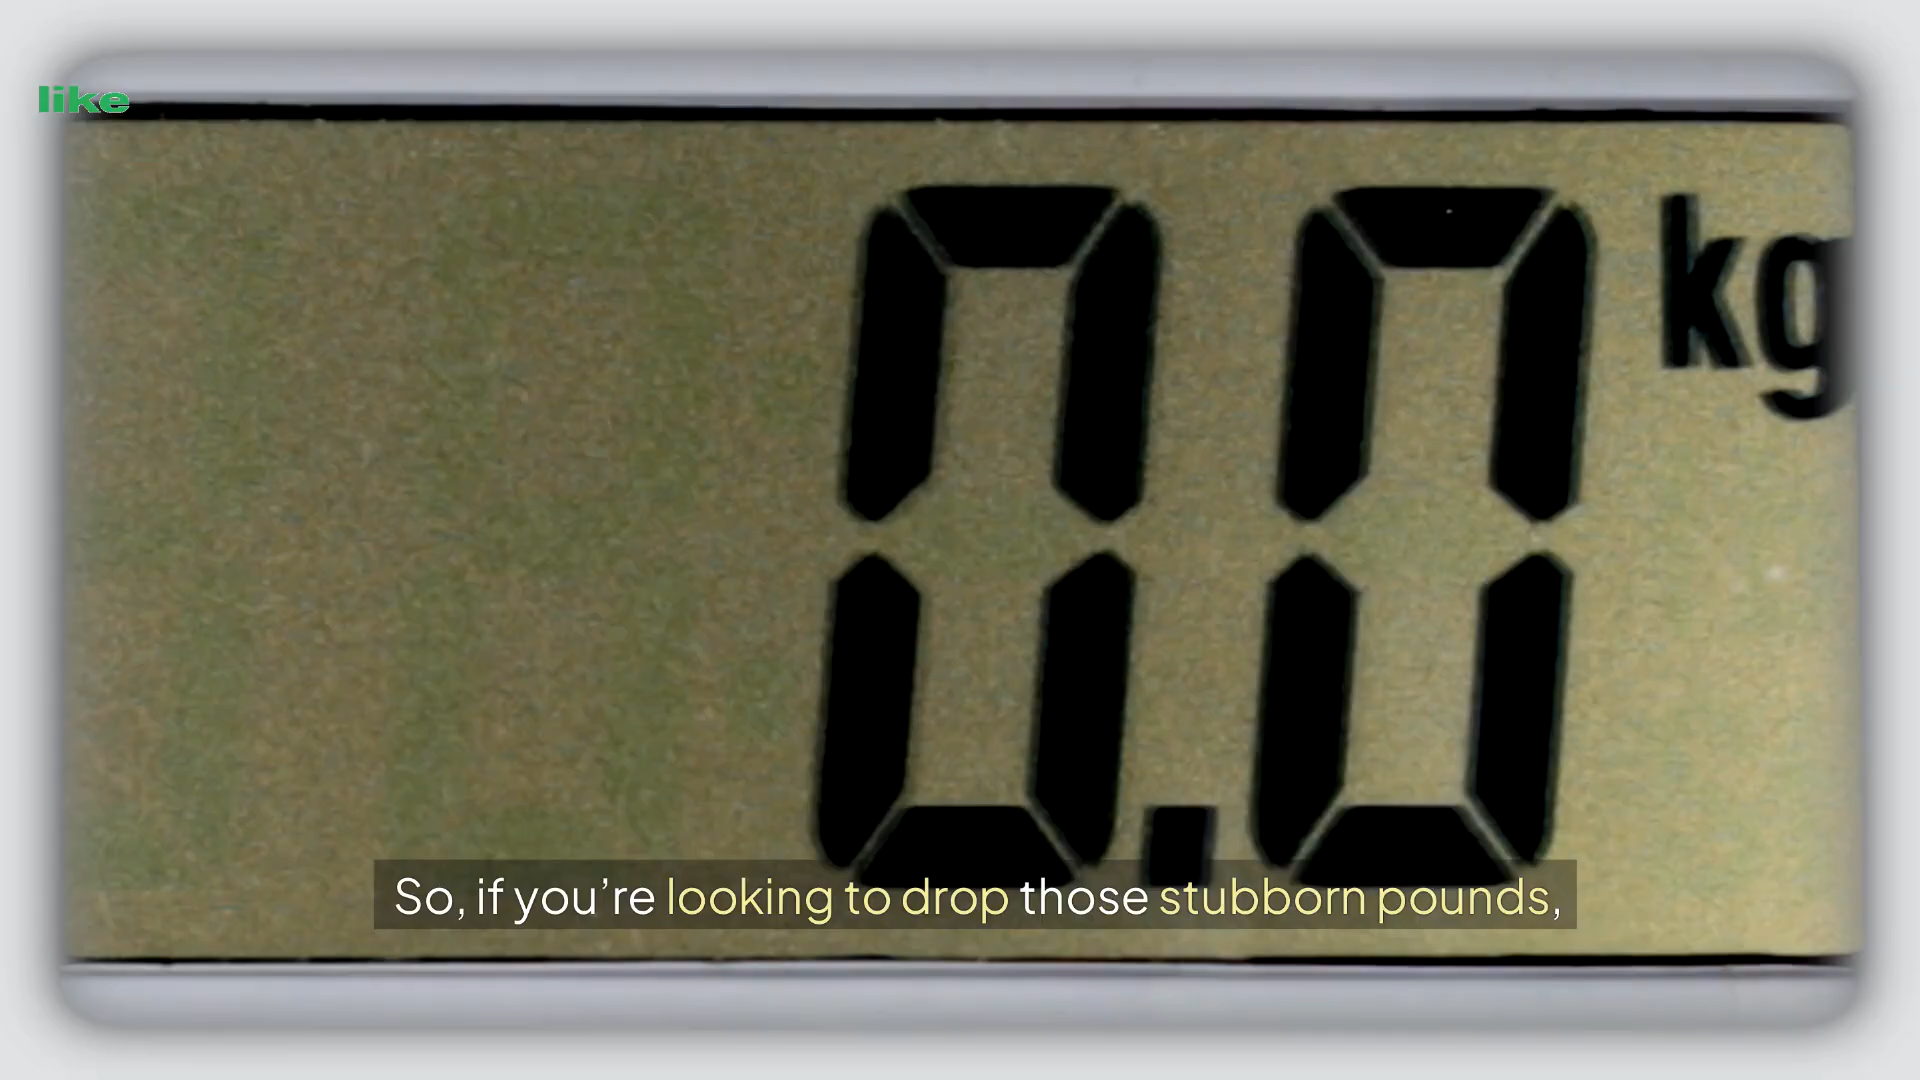 like
0.0 kg
So, if you’re looking to drop those stubborn pounds,